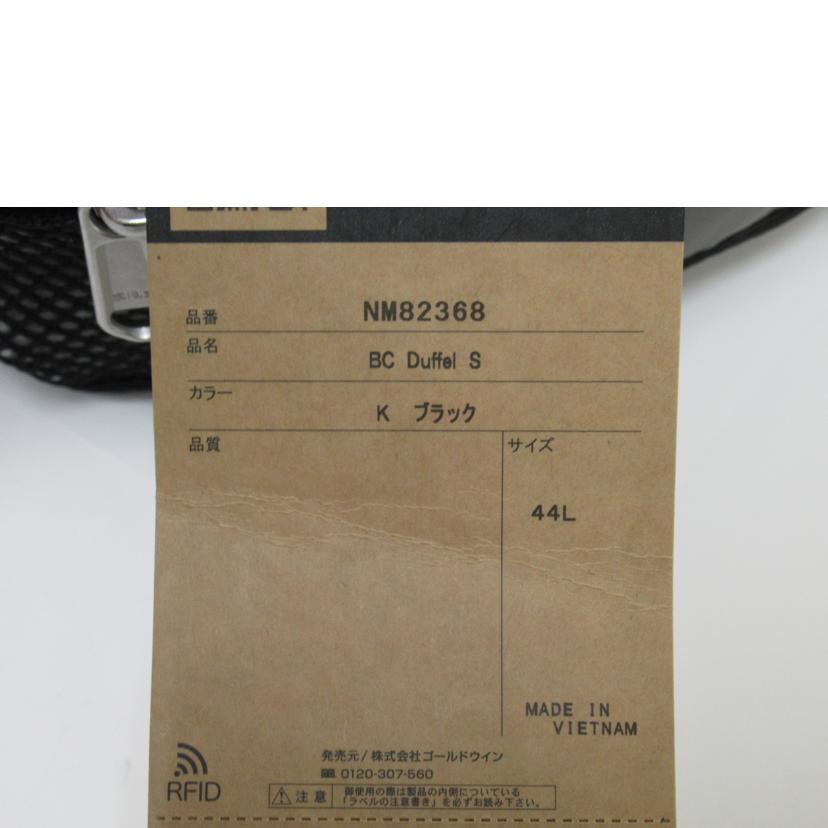 品番 NM82368
品名
BC Duffel S
カラー
K ブラック
品質
サイズ
44L
MADE IN
VIETNAM
発売元/株式会社ゴールドウイン
0120-307-560
RFID
注意
御使用の際は製品の内側についている
「ラベルの注意書き」を必ずお読み下さい。